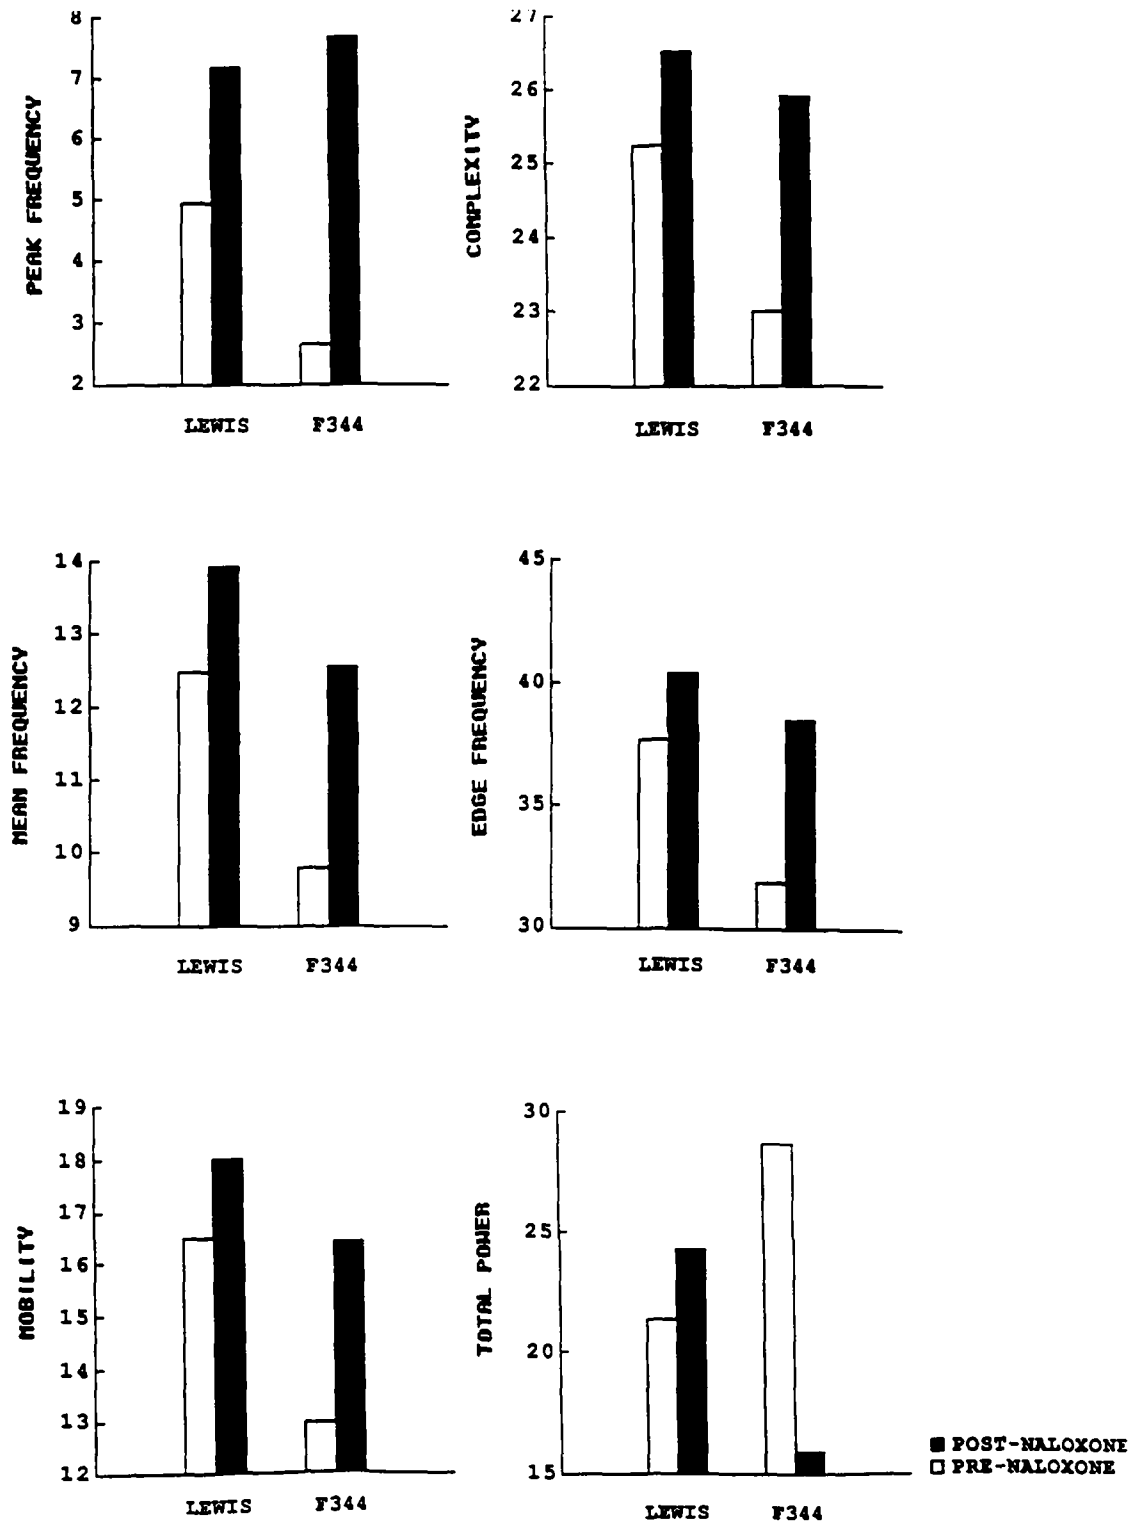 PEAK FREQUENCY
8
7
6
5
4
3
2
LEWIS F344
COMPLEXITY
27
26
25
24
23
22
LEWIS F344
MEAN FREQUENCY
14
13
12
11
10
9
LEWIS F344
EDGE FREQUENCY
45
40
35
30
LEWIS F344
MOBILITY
19
18
17
16
15
14
13
12
LEWIS F344
TOTAL POWER
30
25
20
15
LEWIS F344
POST-NALOXONE
PRE-NALOXONE